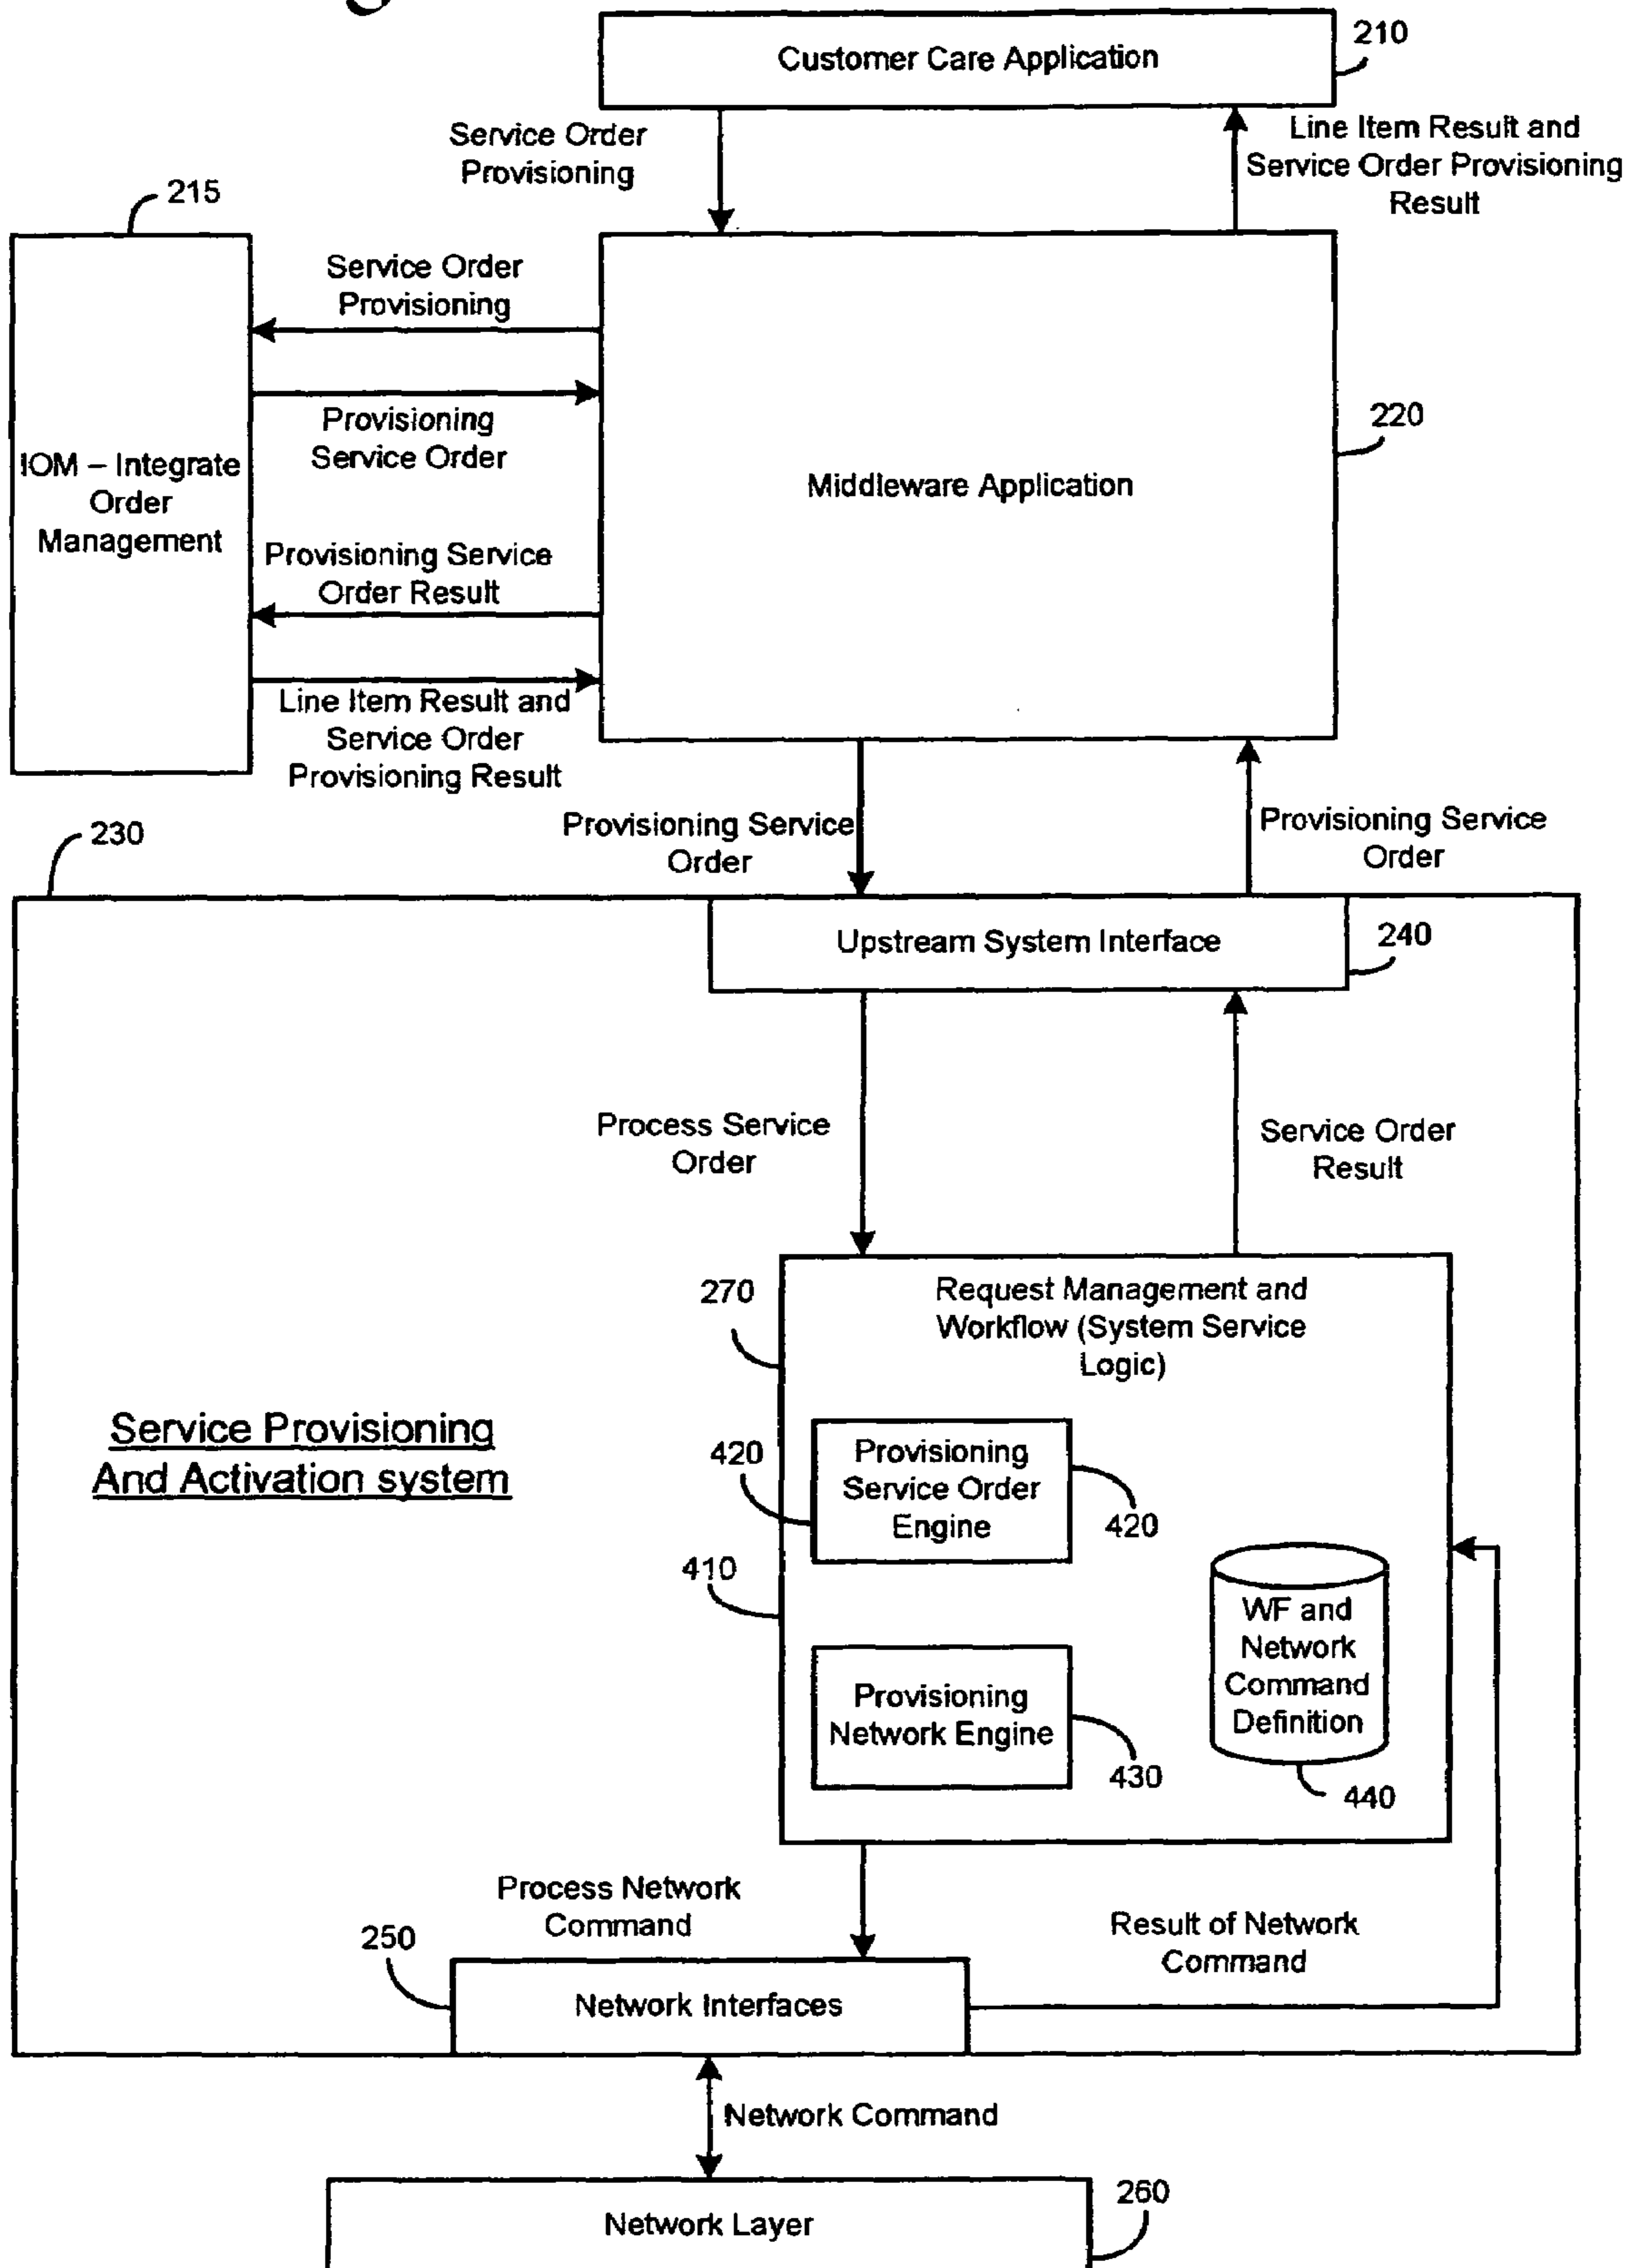 Customer Care Application
210
Service Order
Provisioning
Line Item Result and
Service Order Provisioning
Result
215
Service Order
Provisioning
Provisioning
Service Order
IOM – Integrate
Order
Management
Provisioning Service
Order Result
Line Item Result and
Service Order
Provisioning Result
Middleware Application
220
230
Provisioning Service
Order
Provisioning Service
Order
Upstream System Interface
240
Process Service
Order
Service Order
Result
270
Request Management and
Workflow (System Service
Logic)
Service Provisioning
And Activation system
420
Provisioning
Service Order
Engine
420
410
WF and
Network
Command
Definition
Provisioning
Network Engine
430
440
Process Network
Command
250
Result of Network
Command
Network Interfaces
Network Command
260
Network Layer